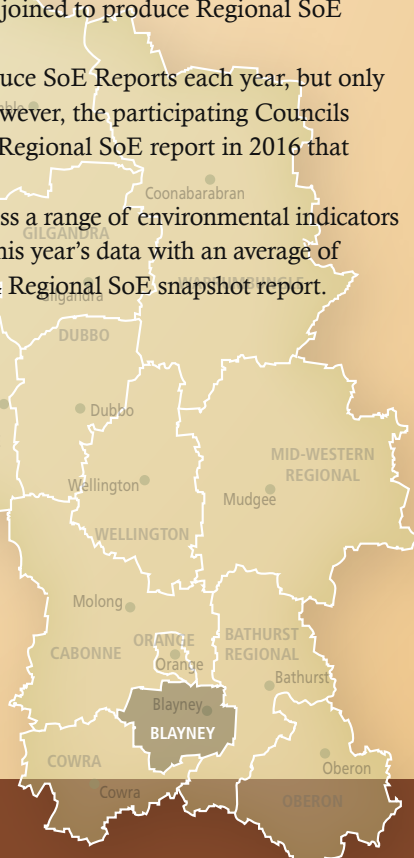 joined to produce Regional SoE
uce SoE Reports each year, but only
wever, the participating Councils
Regional SoE report in 2016 that
Coonabarabran
ss a range of environmental indicators
GILGANDRA
his year’s data with an average of
WARRUMBUNGLE
Regional SoE snapshot report.
Gilgandra
DUBBO
Dubbo
MID-WESTERN
REGIONAL
Wellington
Mudgee
WELLINGTON
Molong
ORANGE
BATHURST
REGIONAL
CABONNE
Orange
Bathurst
Blayney
BLAYNEY
COWRA
Oberon
Cowra
OBERON